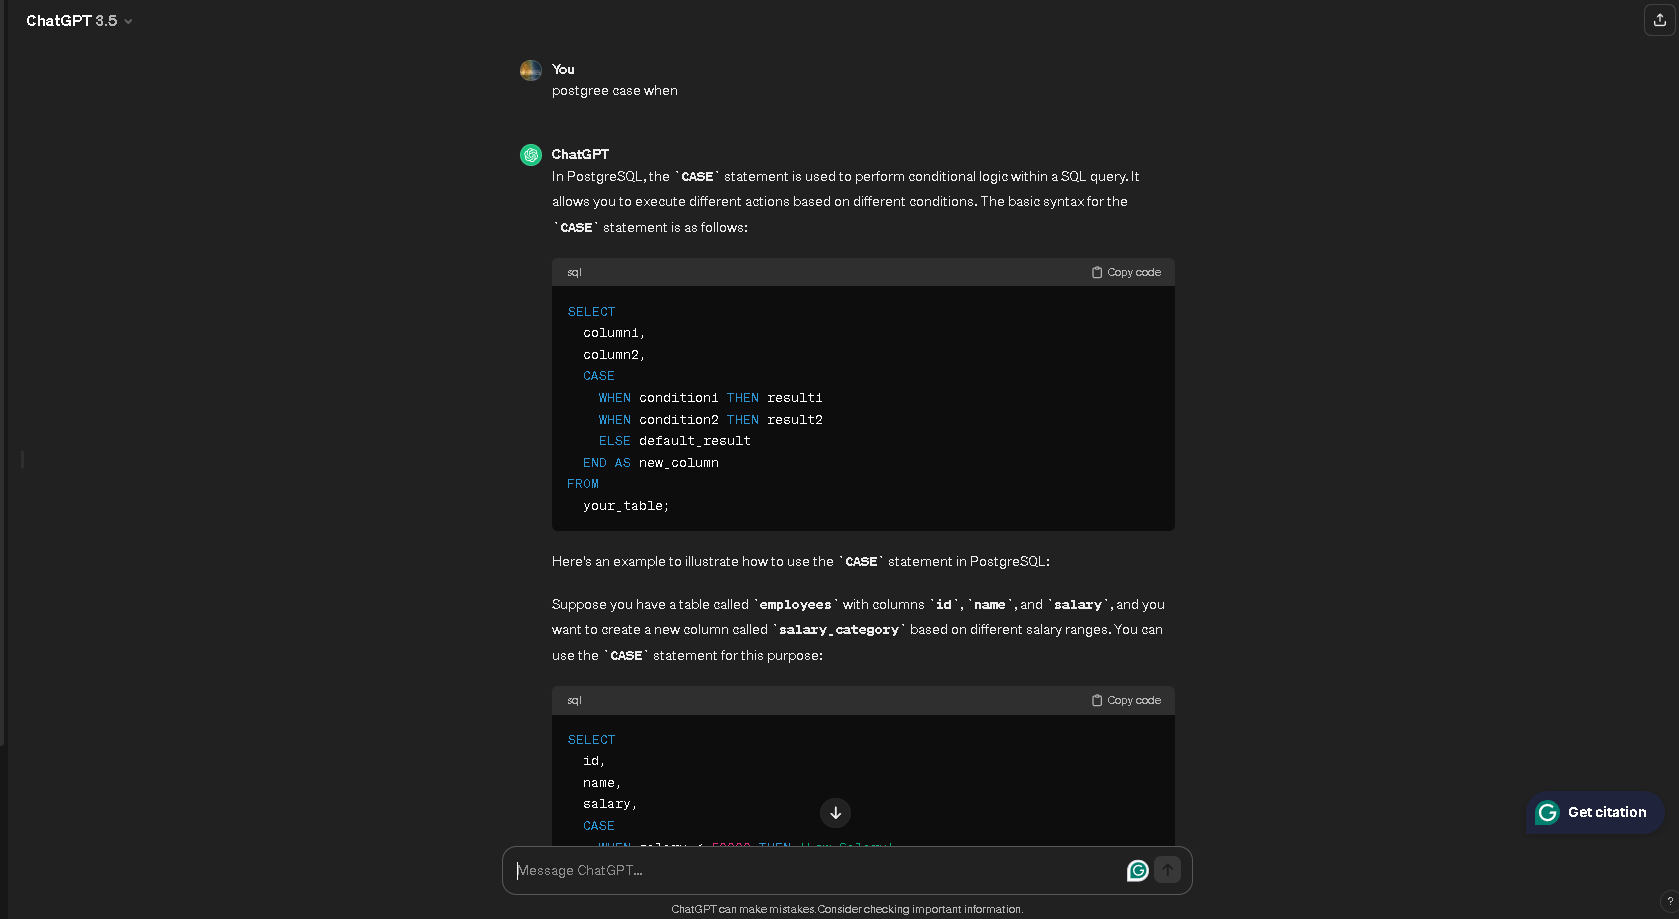 ChatGPT 3.5
You
postgree case when
ChatGPT
In PostgreSQL, the `CASE` statement is used to perform conditional logic within a SQL query. It
allows you to execute different actions based on different conditions. The basic syntax for the
`CASE` statement is as follows:
sql Copy code
SELECT
column1,
column2,
CASE
WHEN condition1 THEN result1
WHEN condition2 THEN result2
ELSE default_result
END AS new_column
FROM
your_table;
Here's an example to illustrate how to use the `CASE` statement in PostgreSQL:
Suppose you have a table called `employees` with columns `id`, `name`, and `salary`, and you
want to create a new column called `salary_category` based on different salary ranges. You can
use the `CASE` statement for this purpose:
sql Copy code
SELECT
id,
name,
salary,
CASE
WHEN salary < 50000 THEN 'Low Salary'
Get citation
Message ChatGPT...
ChatGPT can make mistakes. Consider checking important information.
?